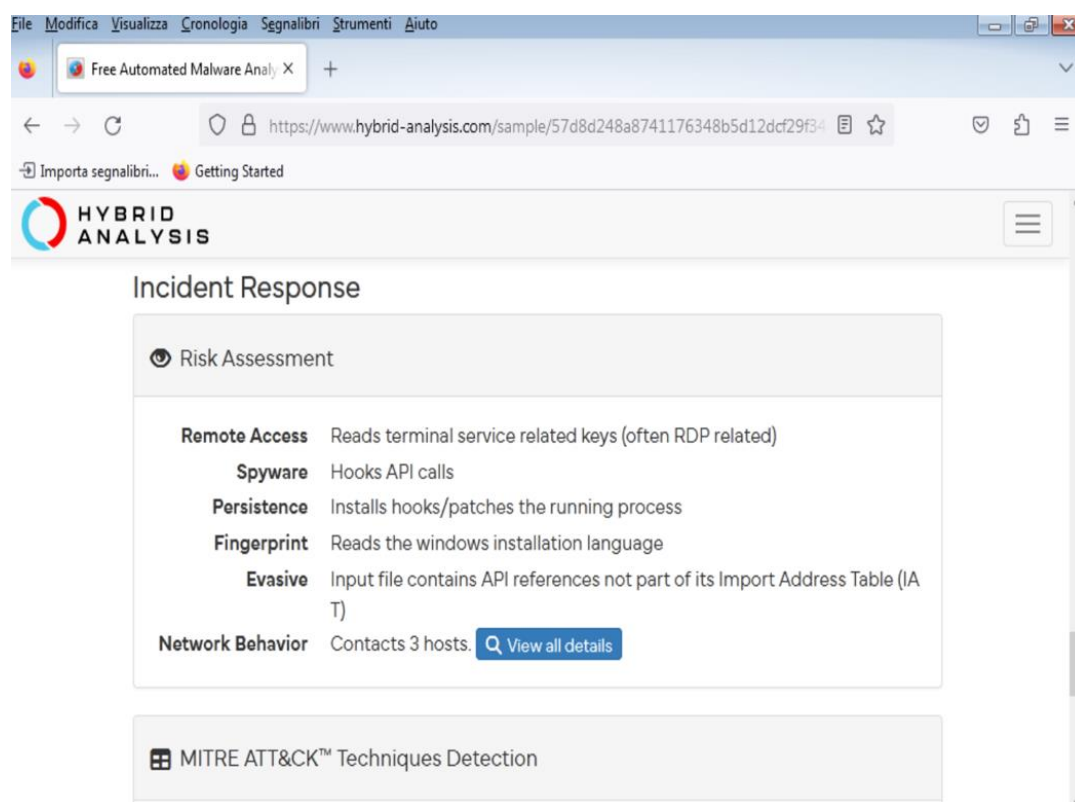 File Modifica Visualizza Cronologia Segnalibri Strumenti Aiuto
Free Automated Malware Analy
https://www.hybrid-analysis.com/sample/57d8d248a8741176348b5d12dcf29f34
Importa segnalibri... Getting Started
HYBRID
ANALYSIS
Incident Response
Risk Assessment
Remote Access Reads terminal service related keys (often RDP related)
Spyware Hooks API calls
Persistence Installs hooks/patches the running process
Fingerprint Reads the windows installation language
Evasive Input file contains API references not part of its Import Address Table (IA
T)
Network Behavior Contacts 3 hosts. View all details
MITRE ATT&CK™ Techniques Detection